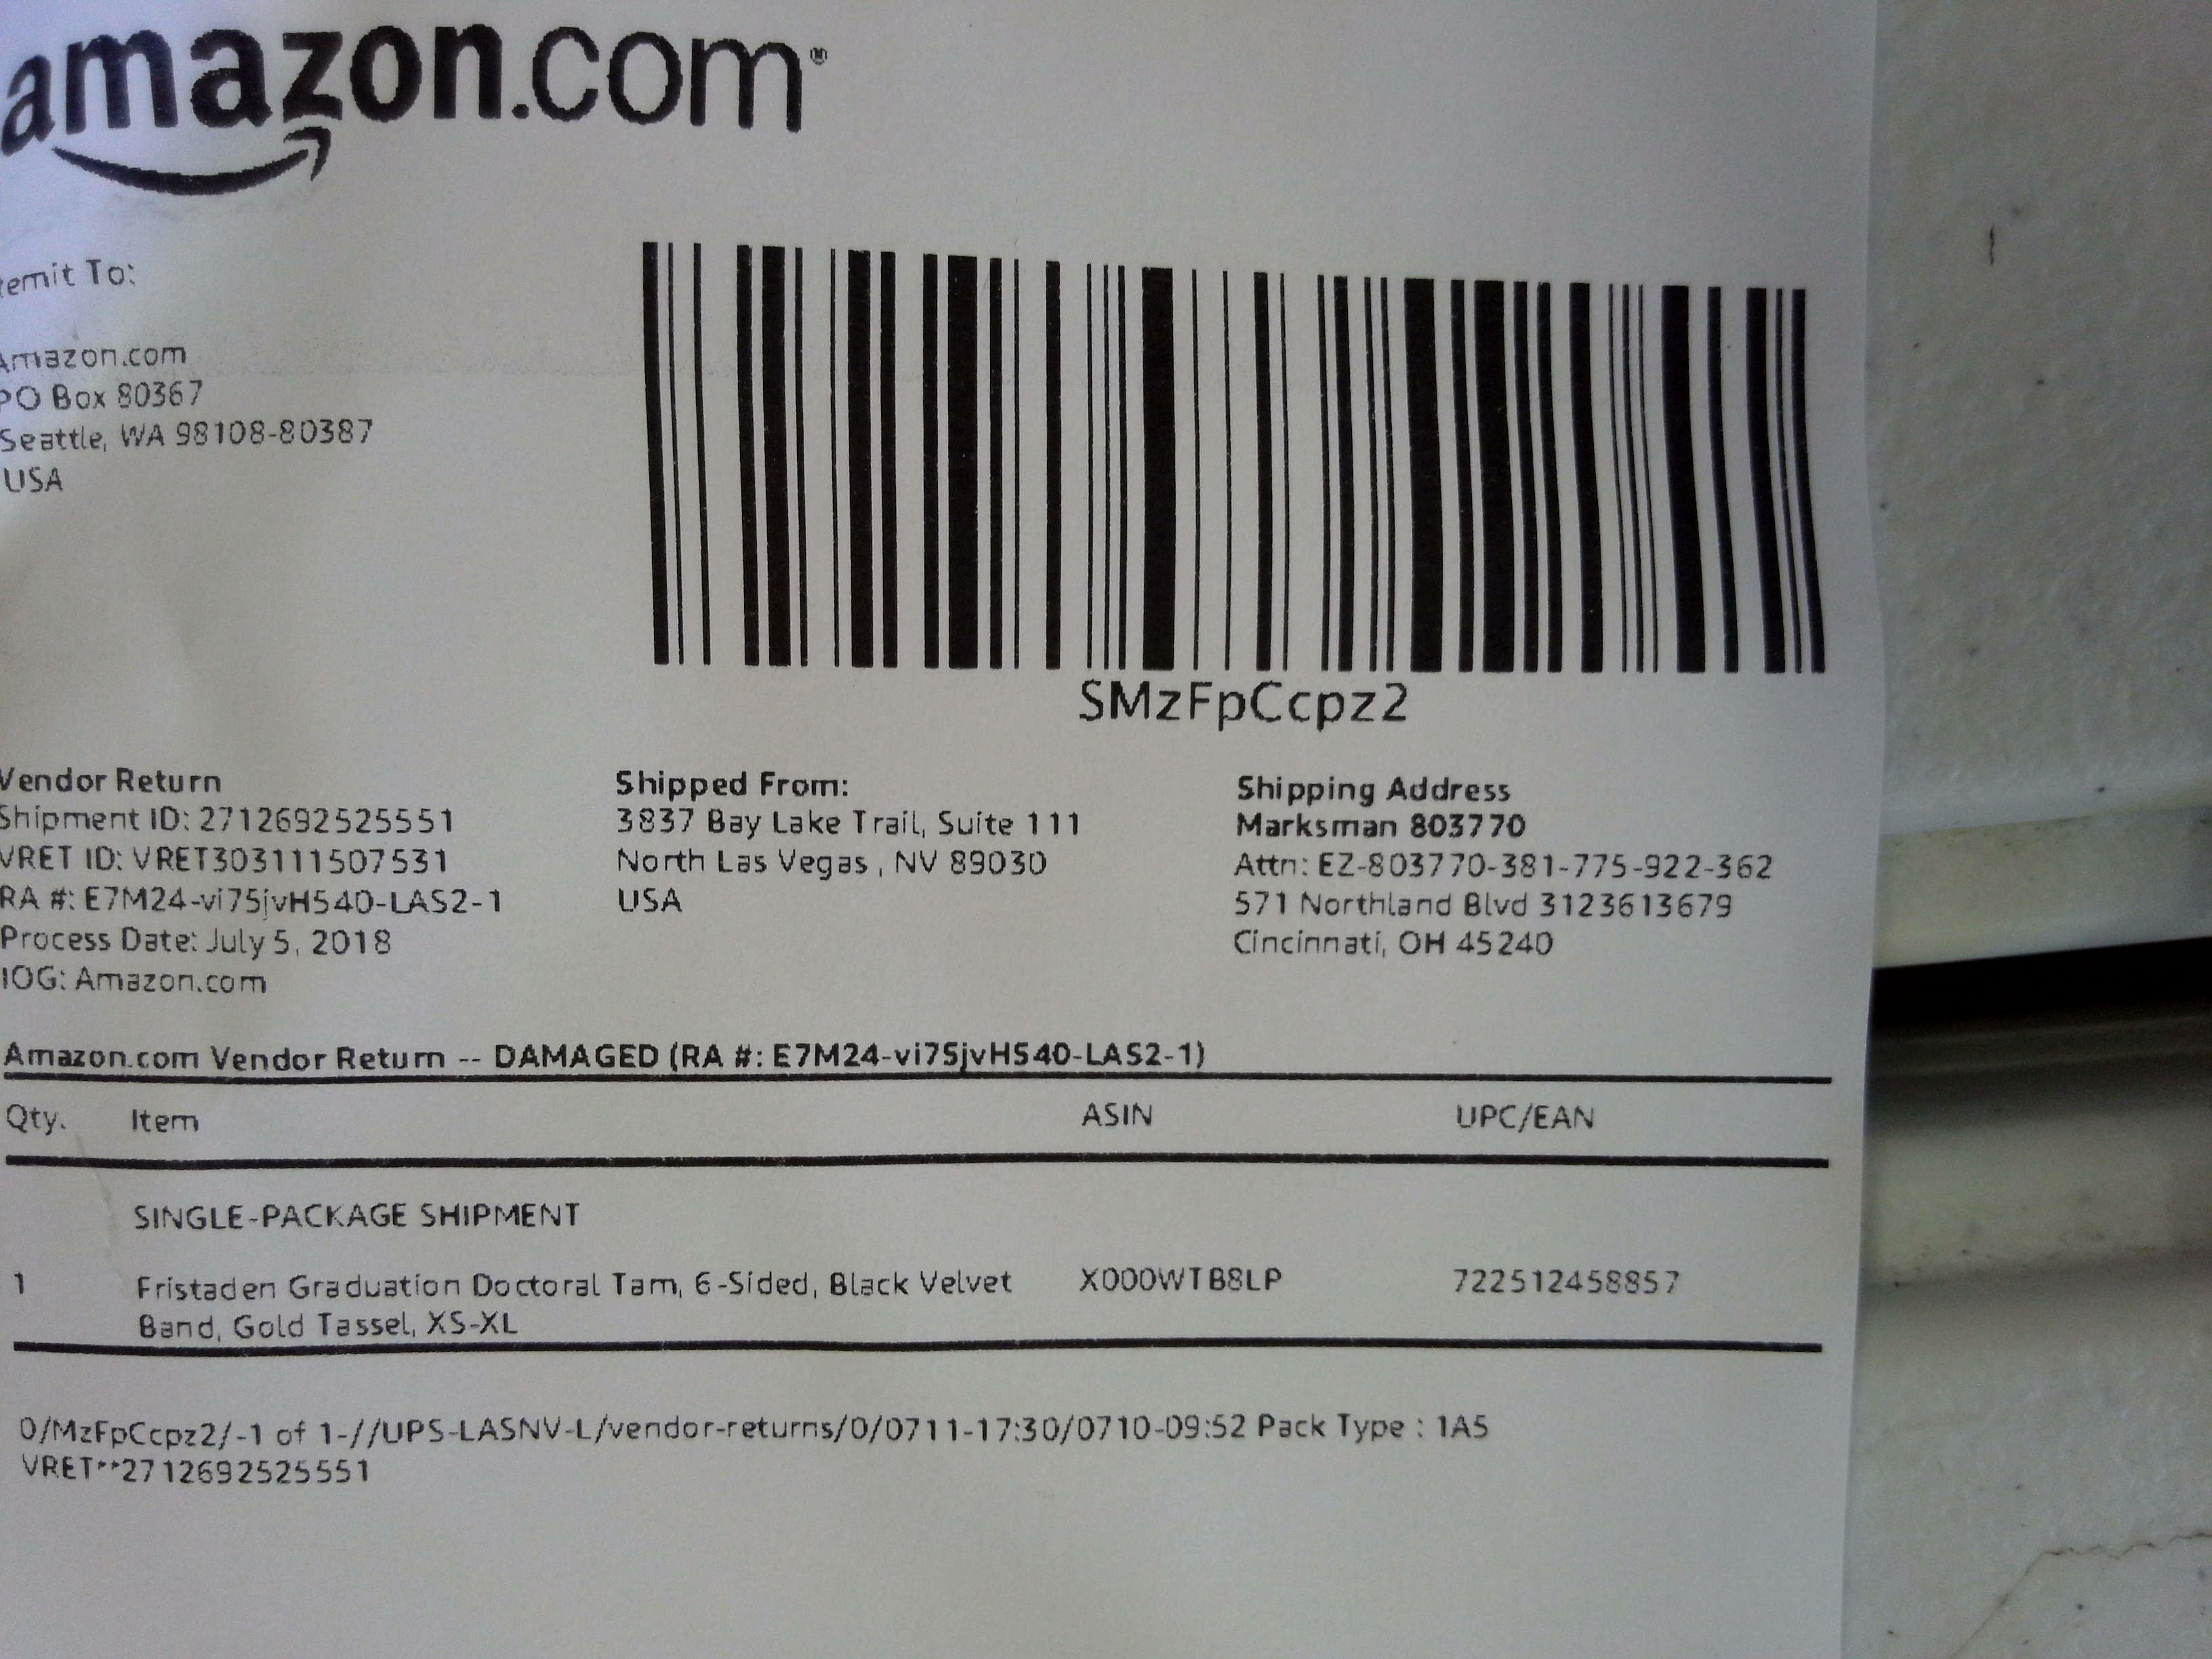 amazon.com®
emit To:
Amazon.com
PO Box 80367
Seattle, WA 98108-80387
USA
SMzFpCcpz2
Vendor Return
Shipment ID: 2712692525551
VRET ID: VRET303111507531
RA #: E7M24-vi75jvH540-LAS2-1
Process Date: July 5, 2018
IOG: Amazon.com
Shipped From:
3837 Bay Lake Trail, Suite 111
North Las Vegas , NV 89030
USA
Shipping Address
Marksman 803770
Attn: EZ-803770-381-775-922-362
571 Northland Blvd 3123613679
Cincinnati, OH 45240
Amazon.com Vendor Return -- DAMAGED (RA #: E7M24-vi75jvH540-LAS2-1)
Qty. Item ASIN UPC/EAN
SINGLE-PACKAGE SHIPMENT
1 Fristaden Graduation Doctoral Tam, 6-Sided, Black Velvet X000WTB8LP 722512458857
Band, Gold Tassel, XS-XL
0/MzFpCcpz2/-1 of 1-//UPS-LASNV-L/vendor-returns/0/0711-17:30/0710-09:52 Pack Type : 1A5
VRET**2712692525551